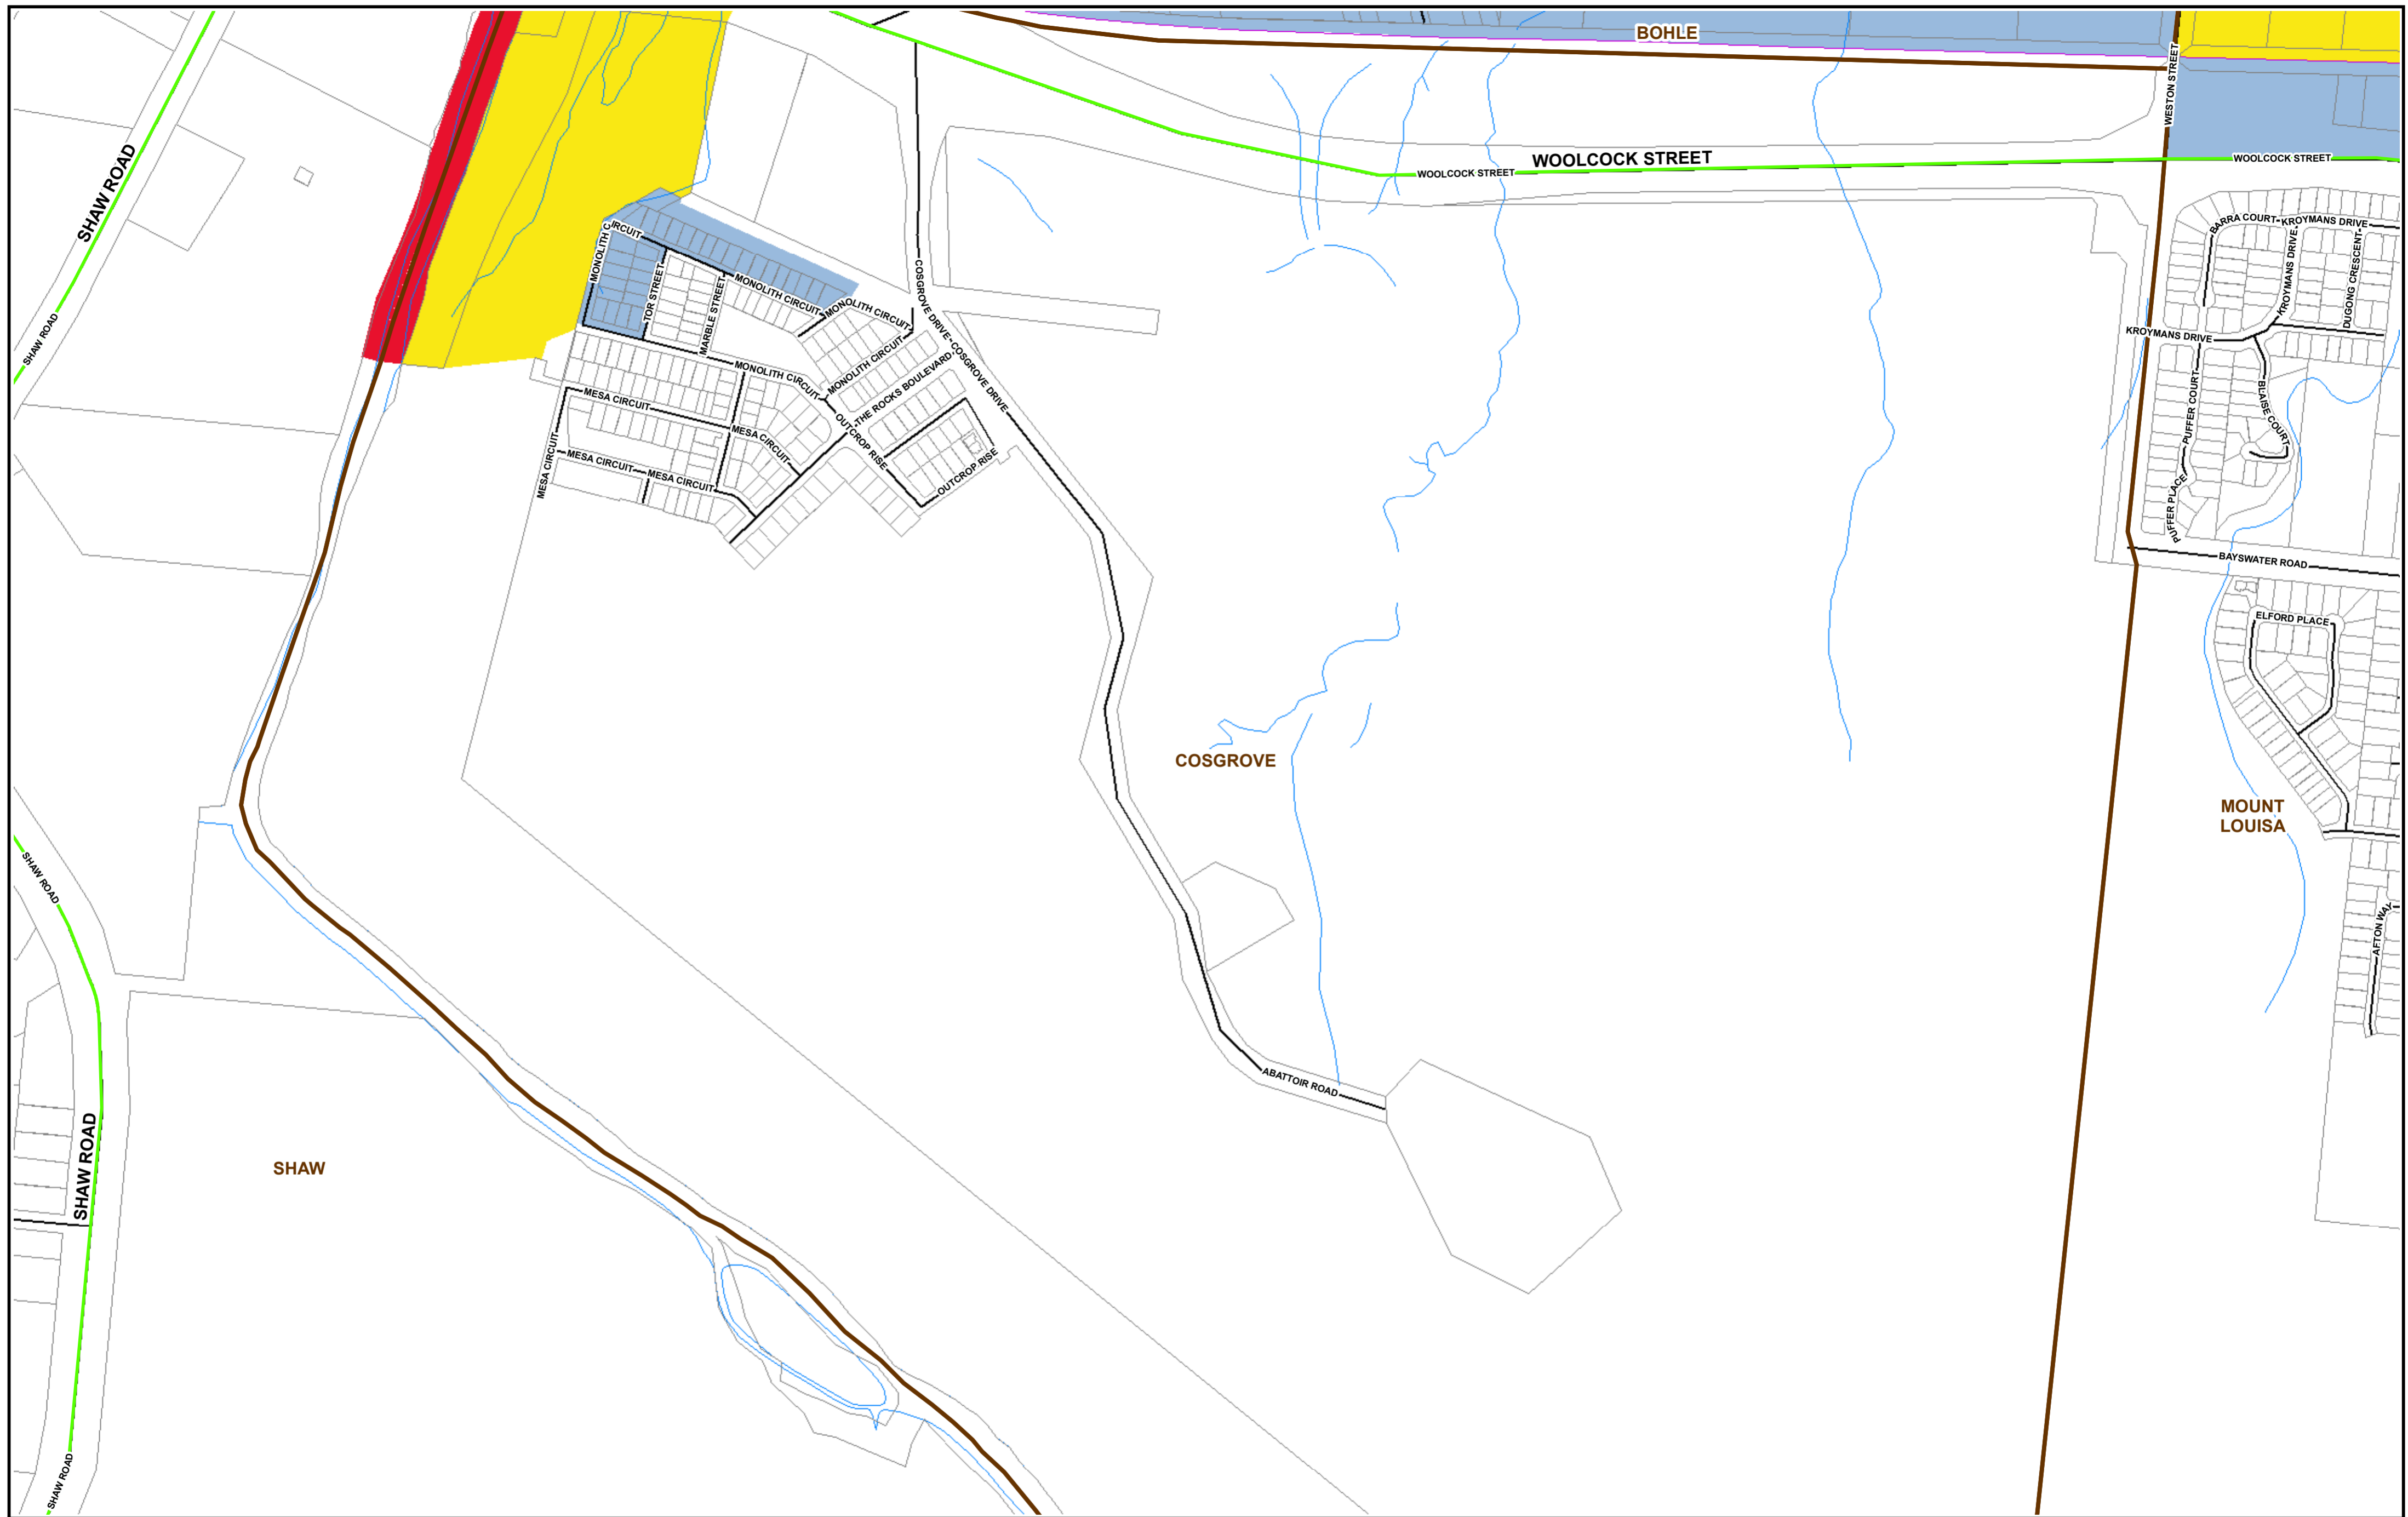 BOHLE
WESTON STREET
SHAW ROAD
WOOLCOCK STREET
WOOLCOCK STREET
WOOLCOCK STREET
BARRA COURT
KROYMANS DRIVE
MONOLITH CIRCUIT
TOR STREET
MARBLE STREET
MONOLITH CIRCUIT
MONOLITH CIRCUIT
COSGROVE DRIVE
COSGROVE DRIVE
KROYMANS DRIVE
DUGONG CRESCENT
SHAW ROAD
KROYMANS DRIVE
MONOLITH CIRCUIT
MONOLITH CIRCUIT
THE ROCKS BOULEVARD
MESA CIRCUIT
MESA CIRCUIT
OUTCROP RISE
PUFFER COURT
BLAISE COURT
MESA CIRCUIT
MESA CIRCUIT
MESA CIRCUIT
OUTCROP RISE
PUFFER PLACE
BAYSWATER ROAD
ELFORD PLACE
COSGROVE
MOUNT
LOUISA
SHAW ROAD
AFTON WAY
ABATTOIR ROAD
SHAW ROAD
SHAW
SHAW ROAD